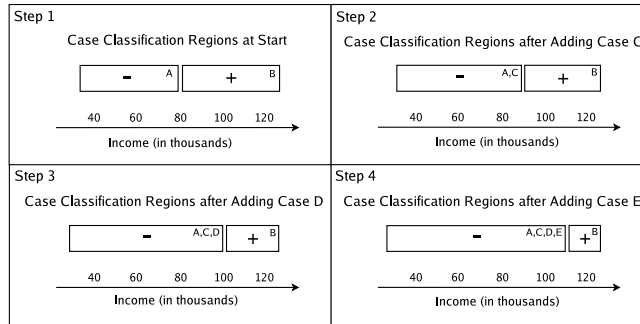 Step 1
Case Classification Regions at Start
- A + B
40 60 80 100 120
Income (in thousands)
Step 2
Case Classification Regions after Adding Case C
- A,C + B
40 60 80 100 120
Income (in thousands)
Step 3
Case Classification Regions after Adding Case D
- A,C,D + B
40 60 80 100 120
Income (in thousands)
Step 4
Case Classification Regions after Adding Case E
- A,C,D,E + B
40 60 80 100 120
Income (in thousands)